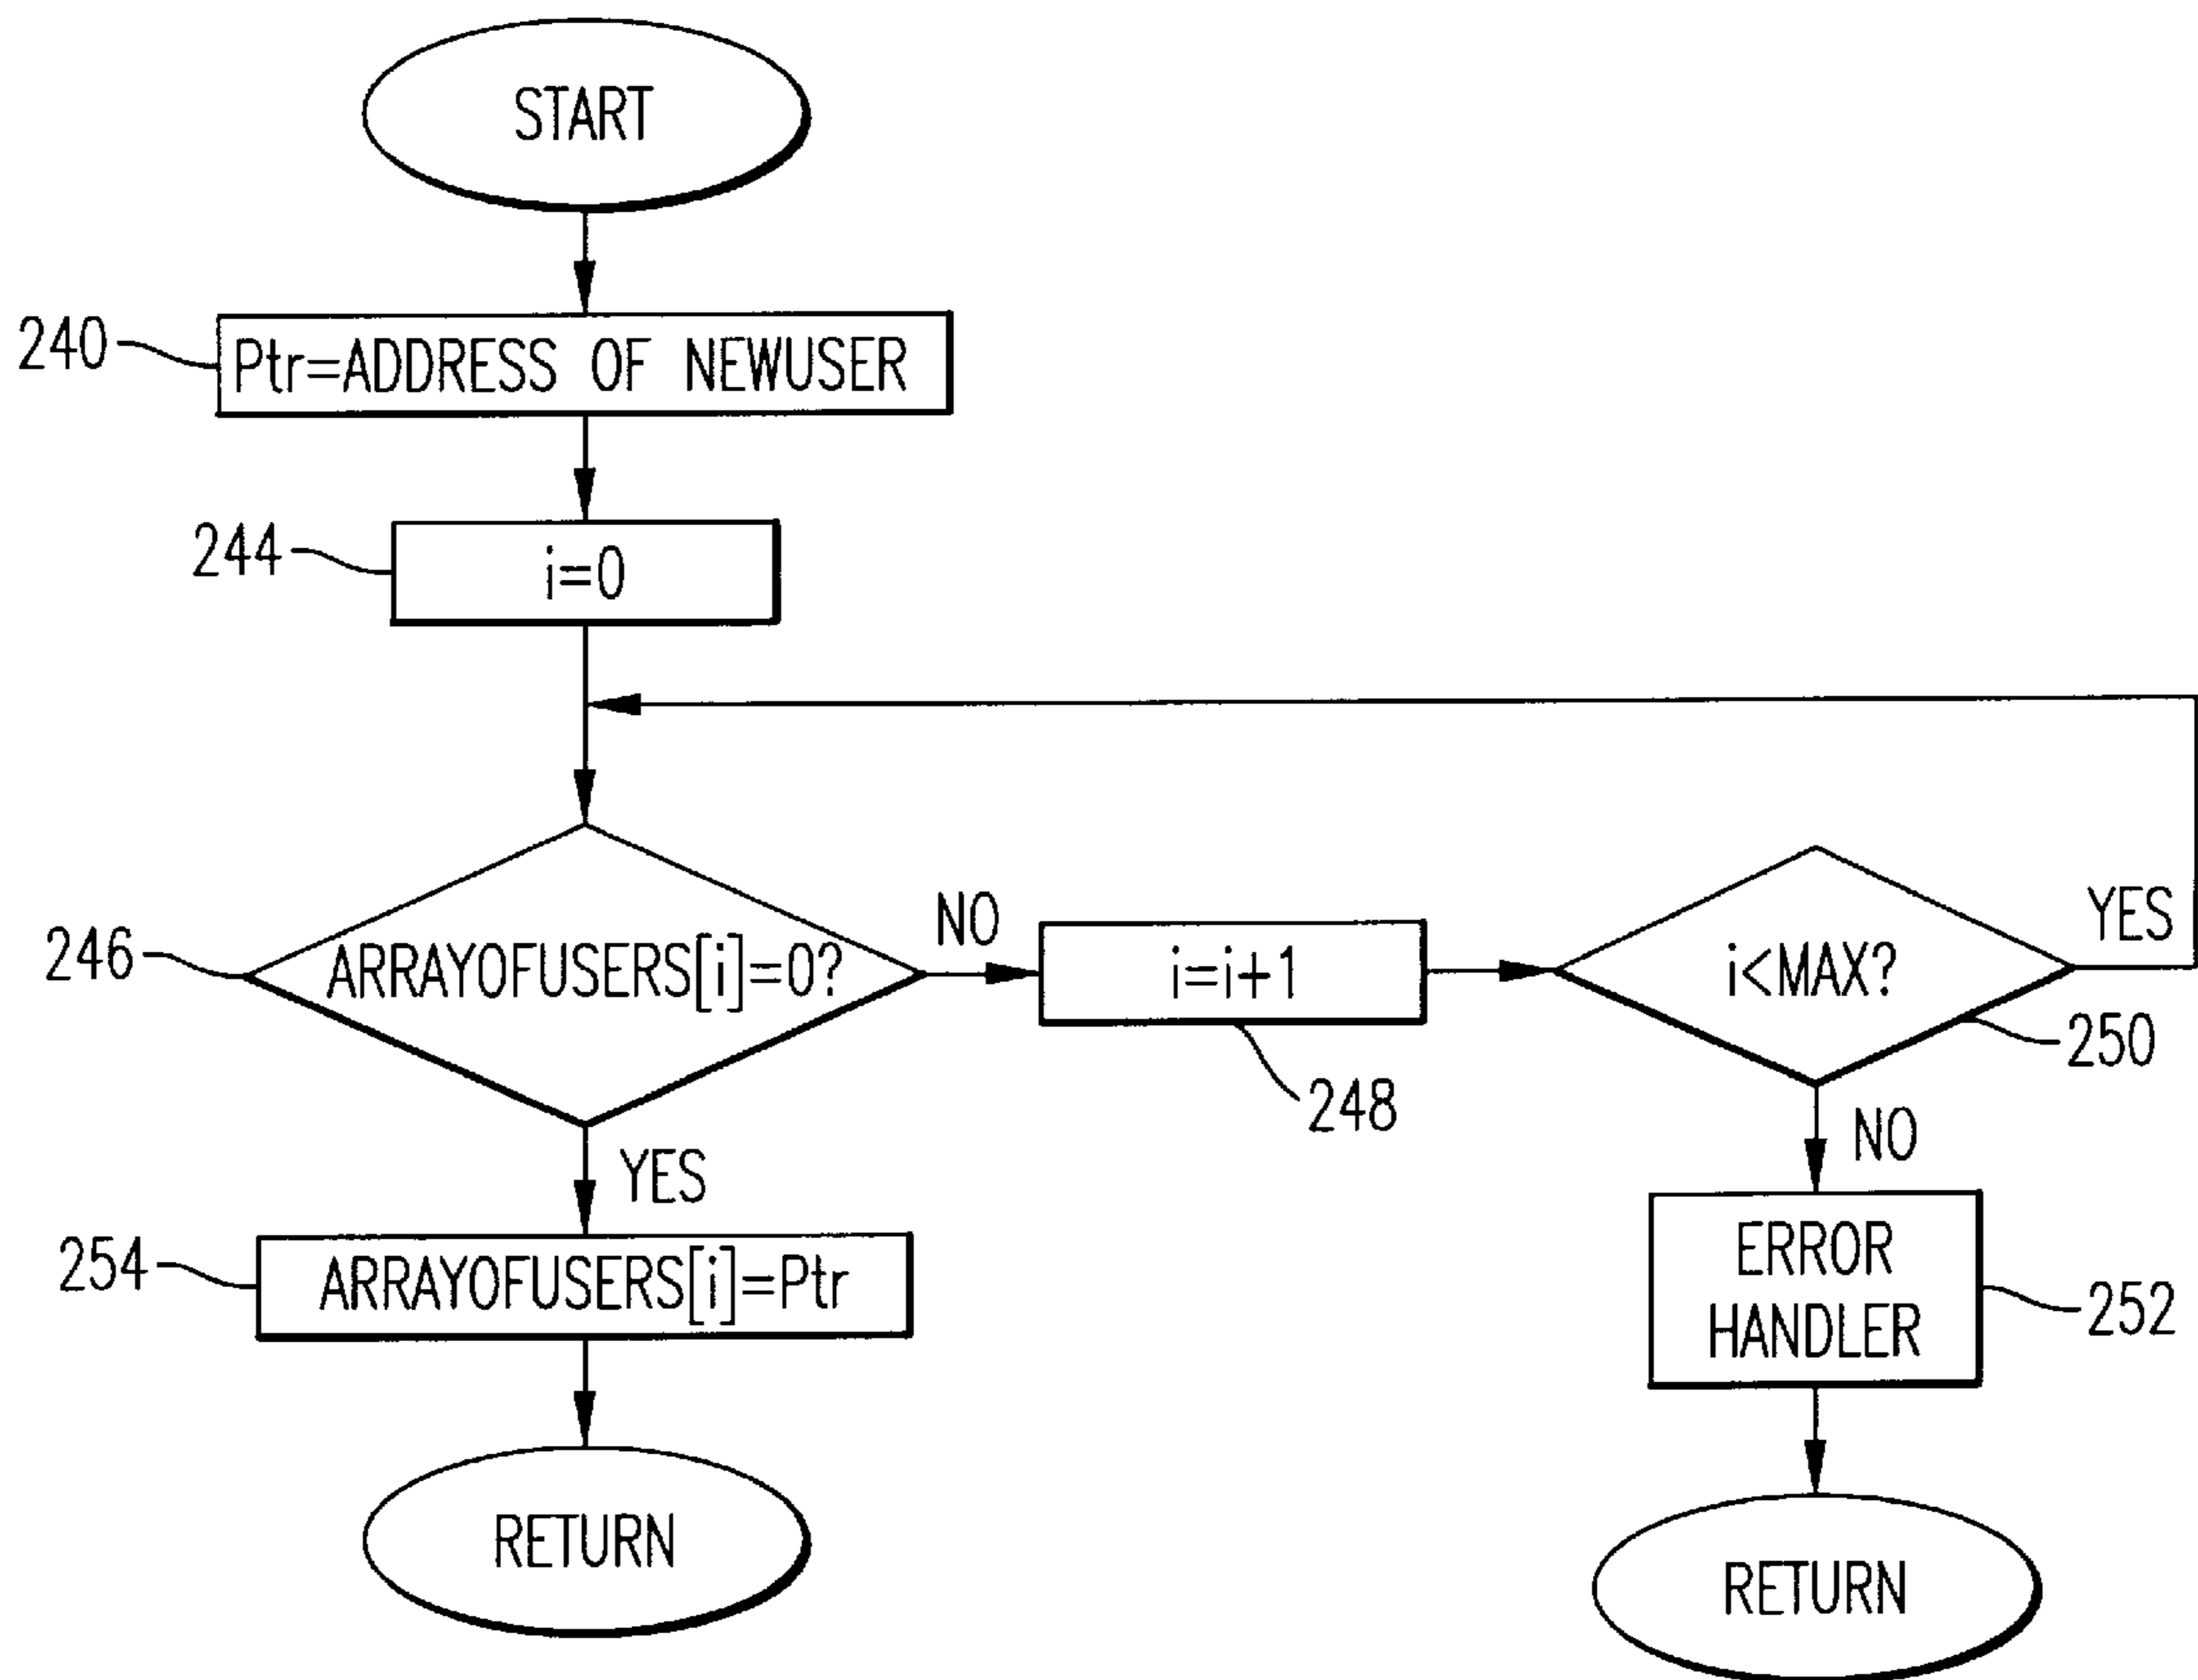 START
240
Ptr=ADDRESS OF NEWUSER
244
i=0
246
ARRAYOFUSERS[i]=0?
NO
i=i+1
248
i<MAX?
YES
250
NO
YES
254
ARRAYOFUSERS[i]=Ptr
ERROR
HANDLER
252
RETURN
RETURN